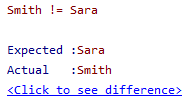 Smith != Sara
Expected :Sara
Actual   :Smith
<Click to see difference>